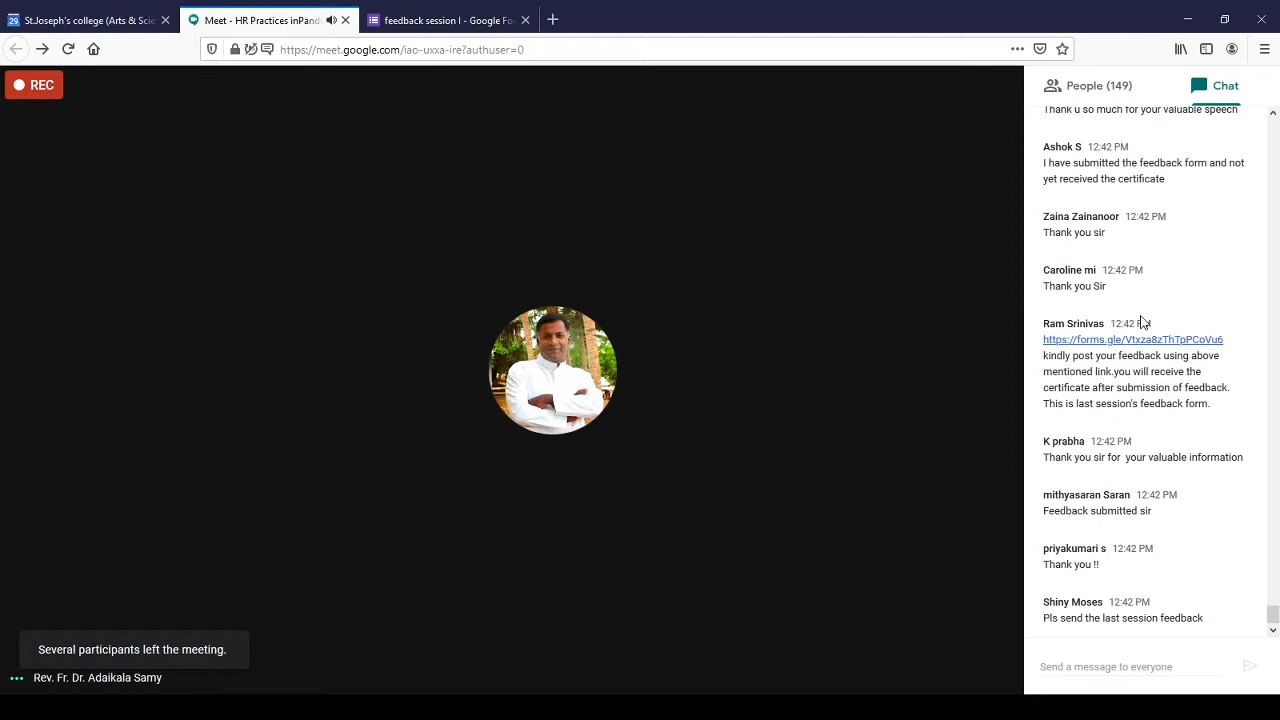 St.Joseph's college (Arts & Scie
Meet - HR Practices inPand
feedback session I - Google Fo
https://meet.google.com/iao-uxxa-ire?authuser=0
REC
People (149)
Chat
Thank u so much for your valuable speech
Ashok S 12:42 PM
I have submitted the feedback form and not
yet received the certificate
Zaina Zainanoor 12:42 PM
Thank you sir
Caroline mi 12:42 PM
Thank you Sir
Ram Srinivas 12:42 PM
https://forms.gle/Vtxza8zThTpPCoVu6
kindly post your feedback using above
mentioned link.you will receive the
certificate after submission of feedback.
This is last session's feedback form.
K prabha 12:42 PM
Thank you sir for your valuable information
mithyasaran Saran 12:42 PM
Feedback submitted sir
priyakumari s 12:42 PM
Thank you !!
Shiny Moses 12:42 PM
Pls send the last session feedback
Several participants left the meeting.
Rev. Fr. Dr. Adaikala Samy
Send a message to everyone